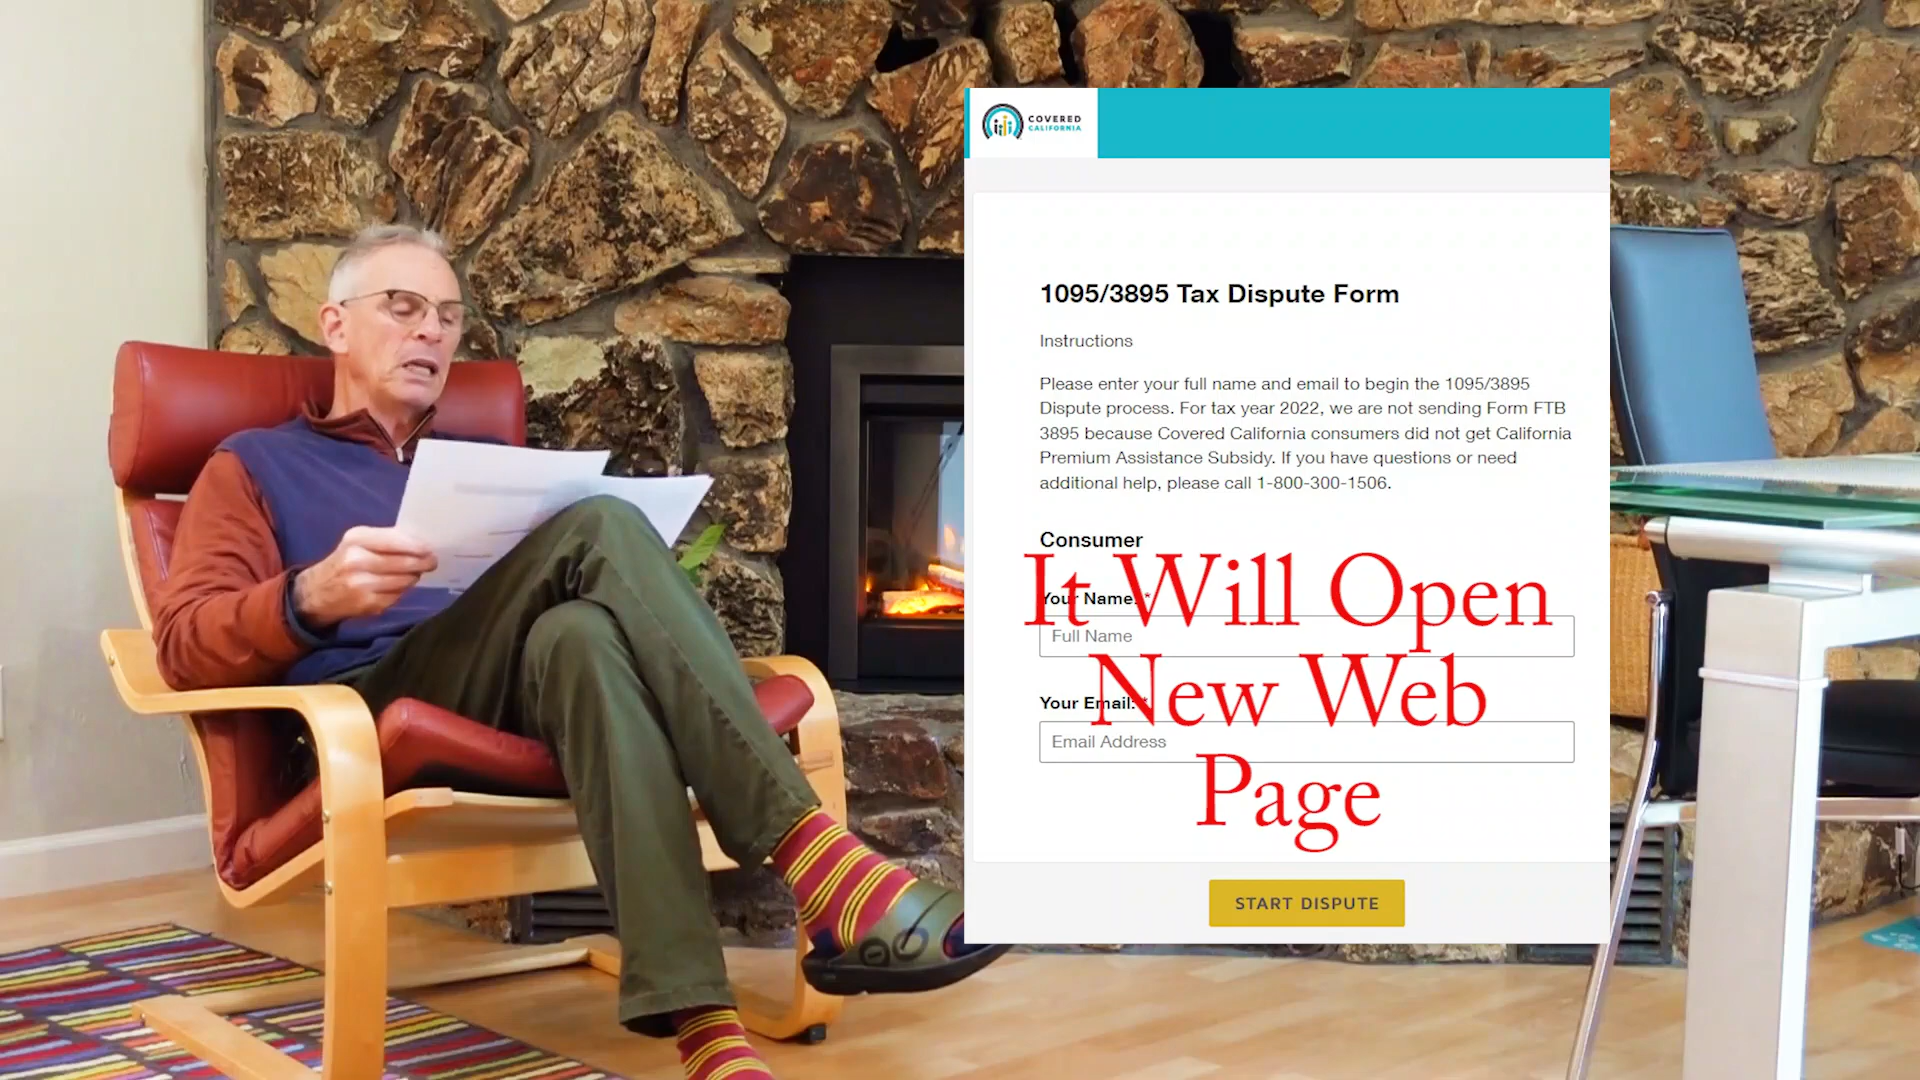 COVERED
CALIFORNIA
1095/3895 Tax Dispute Form
Instructions
Please enter your full name and email to begin the 1095/3895
Dispute process. For tax year 2022, we are not sending Form FTB
3895 because Covered California consumers did not get California
Premium Assistance Subsidy. If you have questions or need
additional help, please call 1-800-300-1506.
Consumer
It Will Open
Your Name: *
Full Name
New Web
Your Email: *
Email Address
Page
START DISPUTE